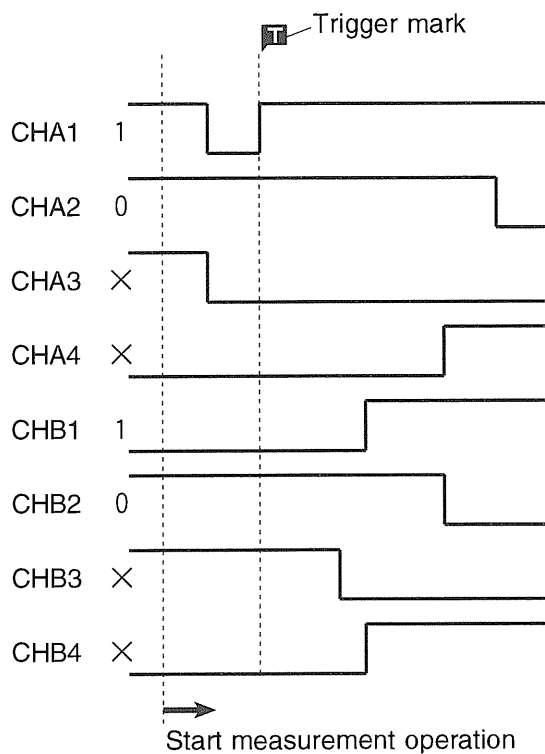 T
Trigger mark
CHA1 1
CHA2 0
CHA3 ×
CHA4 ×
CHB1 1
CHB2 0
CHB3 ×
CHB4 ×
Start measurement operation